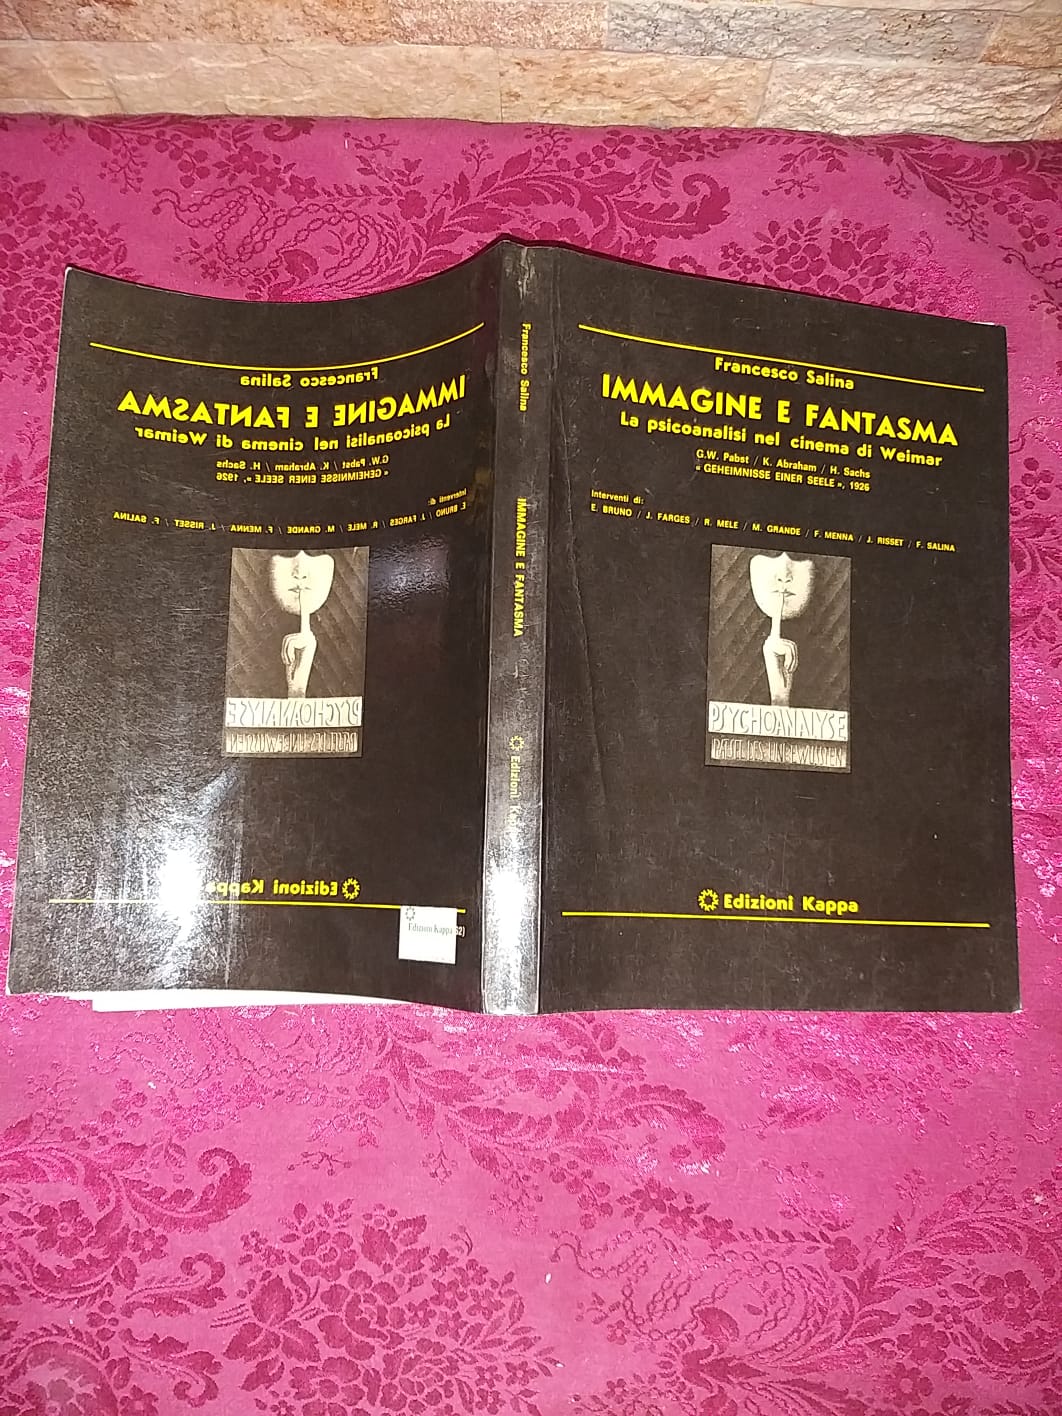 Francesco Salina
IMMAGINE E FANTASMA
La psicoanalisi nel cinema di Weimar
G.W. Pabst / K. Abraham / H. Sachs
« GEHEIMNISSE EINER SEELE », 1926
Interventi di:
E. BRUNO / J. FARGES / R. MELE / M. GRANDE / F. MENNA / J. RISSET / F. SALINA
Edizioni Kappa
Francesco Salina
IMMAGINE E FANTASMA
Edizioni
Francesco Salina
IMMAGINE E FANTASMA
La psicoanalisi nel cinema di Weimar
G.W. Pabst / K. Abraham / H. Sachs
« GEHEIMNISSE EINER SEELE », 1926
Interventi di:
E. BRUNO / J. FARGES / R. MELE / M. GRANDE / F. MENNA / J. RISSET / F. SALINA
PSYCHOANALYSE
RÄTSEL DES UNBEWUSSTEN
Edizioni Kappa
PSYCHOANALYSE
Edizioni Kappa